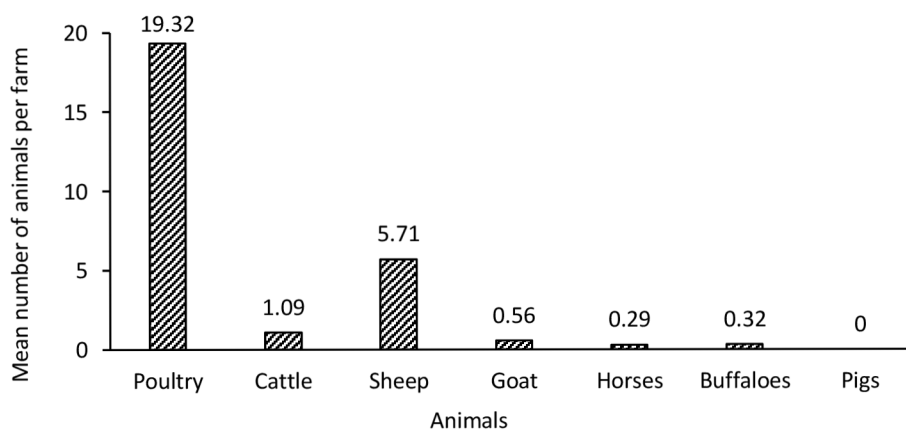 Mean number of animals per farm
20
15
10
5
0
19.32
1.09
5.71
0.56
0.29
0.32
0
Poultry
Cattle
Sheep
Goat
Horses
Buffaloes
Pigs
Animals